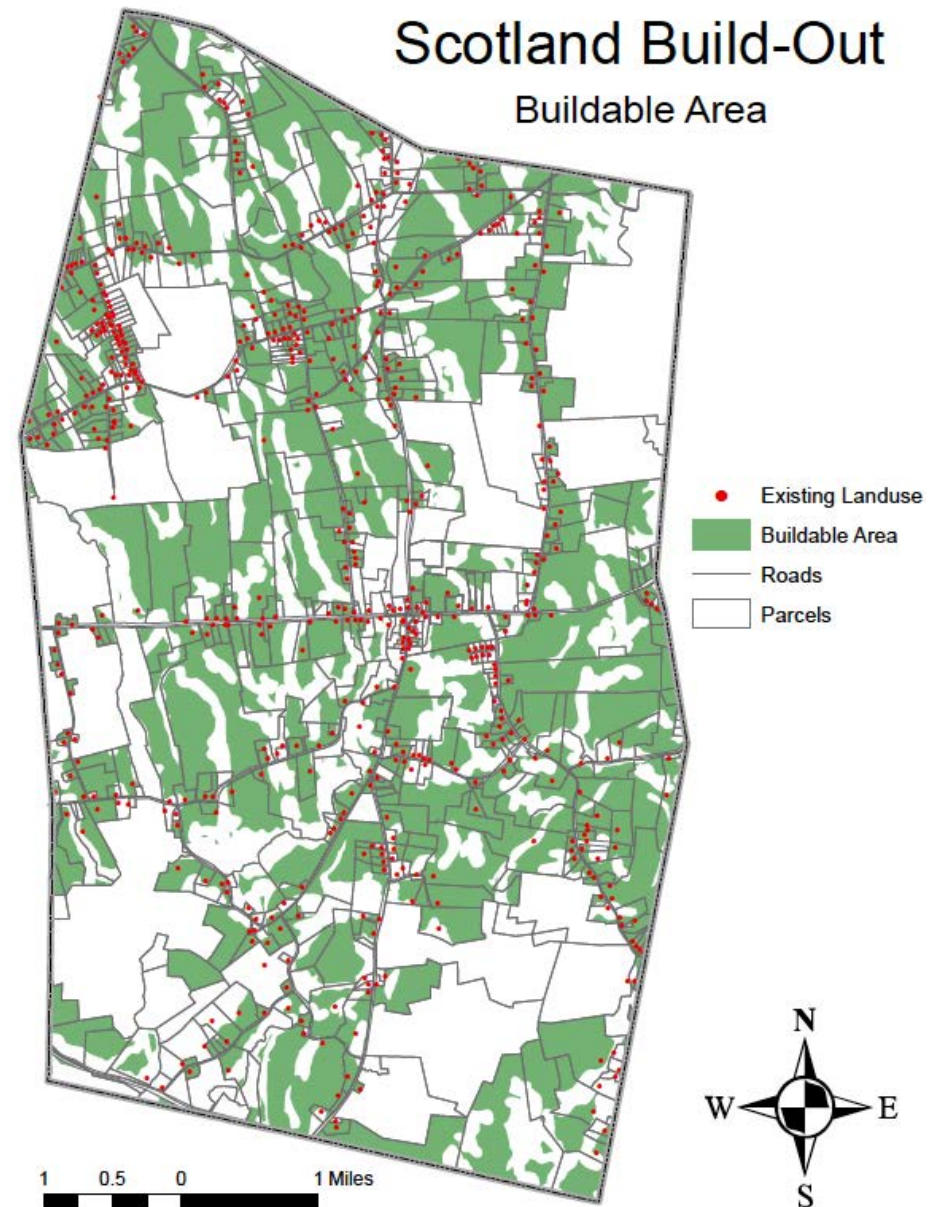 Scotland Build-Out
Buildable Area
Existing Landuse
Buildable Area
Roads
Parcels
N
W E
S
1 0.5 0 1 Miles